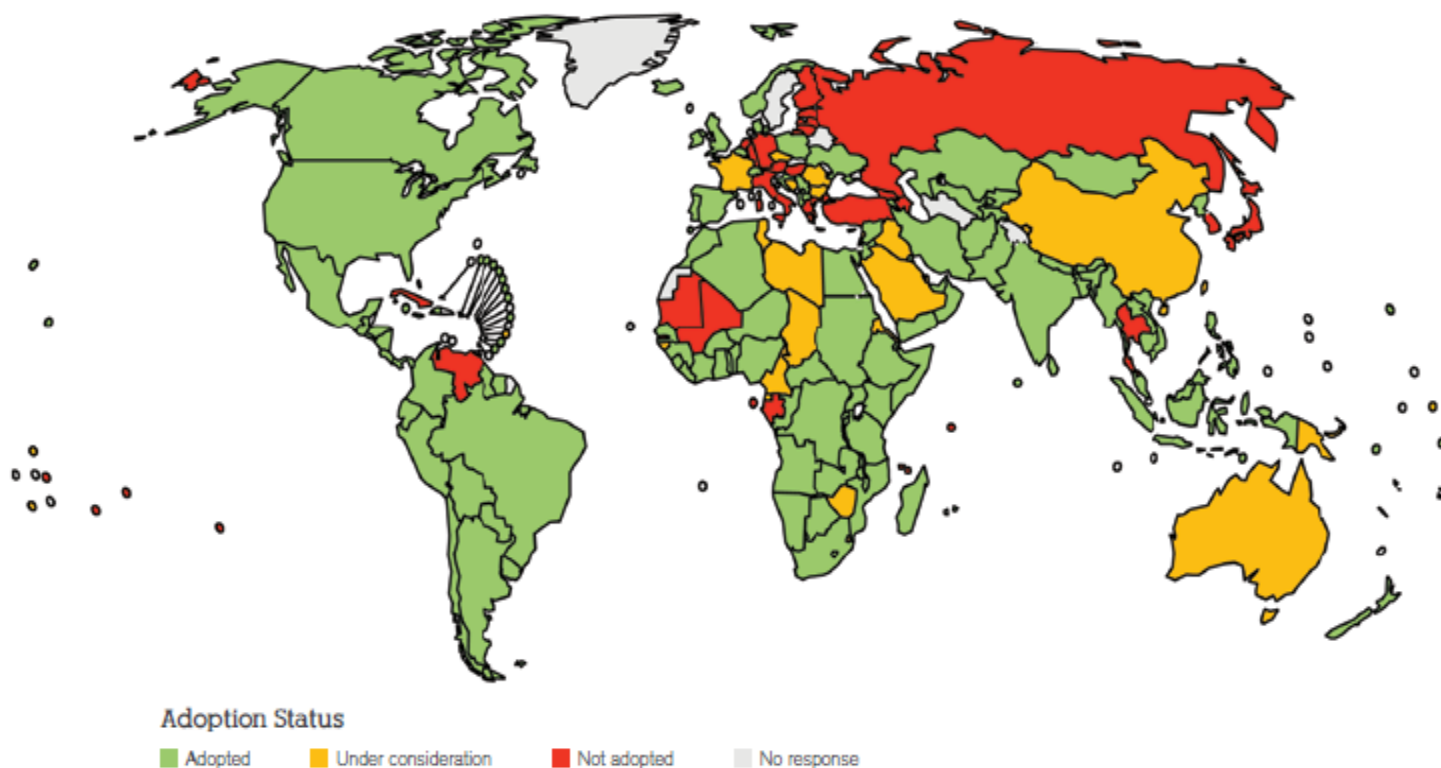 Adoption Status
Adopted
Under consideration
Not adopted
No response